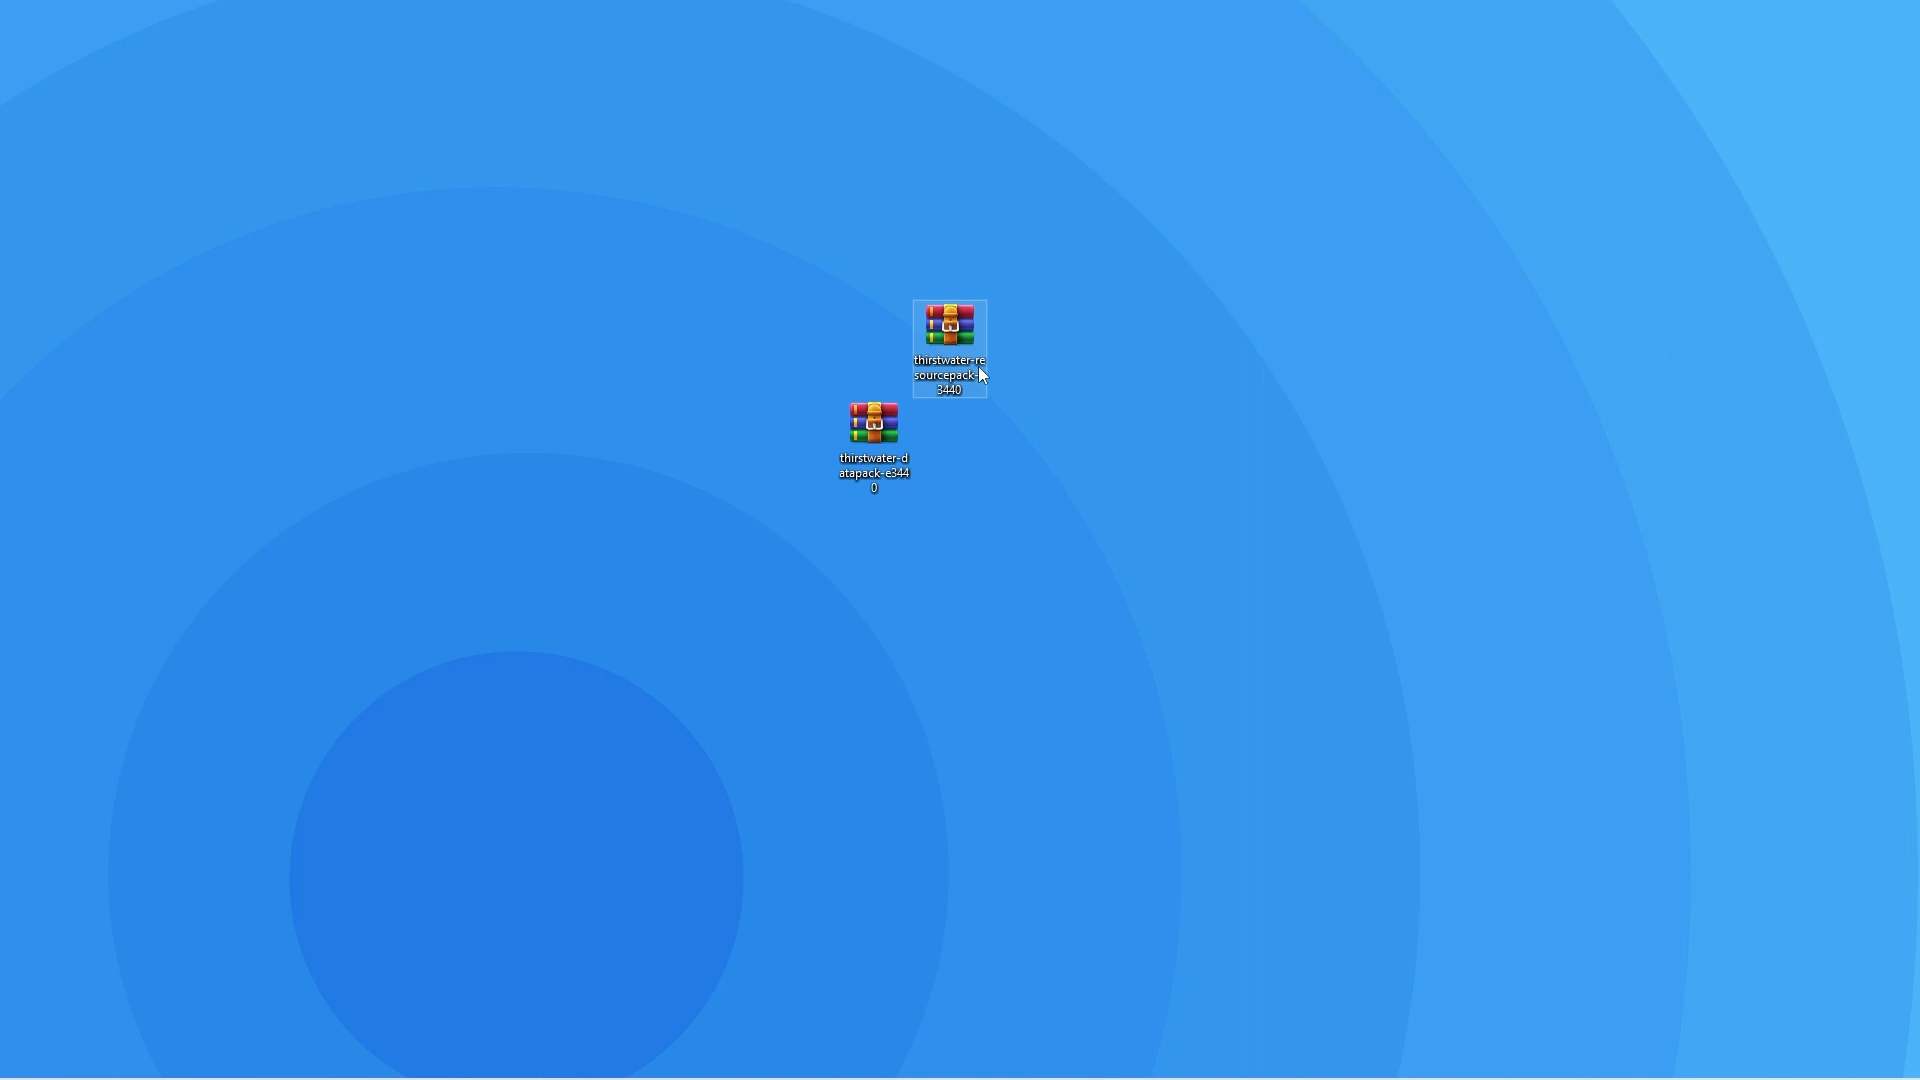 thirstwater-re
sourcepack-
3440
thirstwater-d
atapack-e344
0